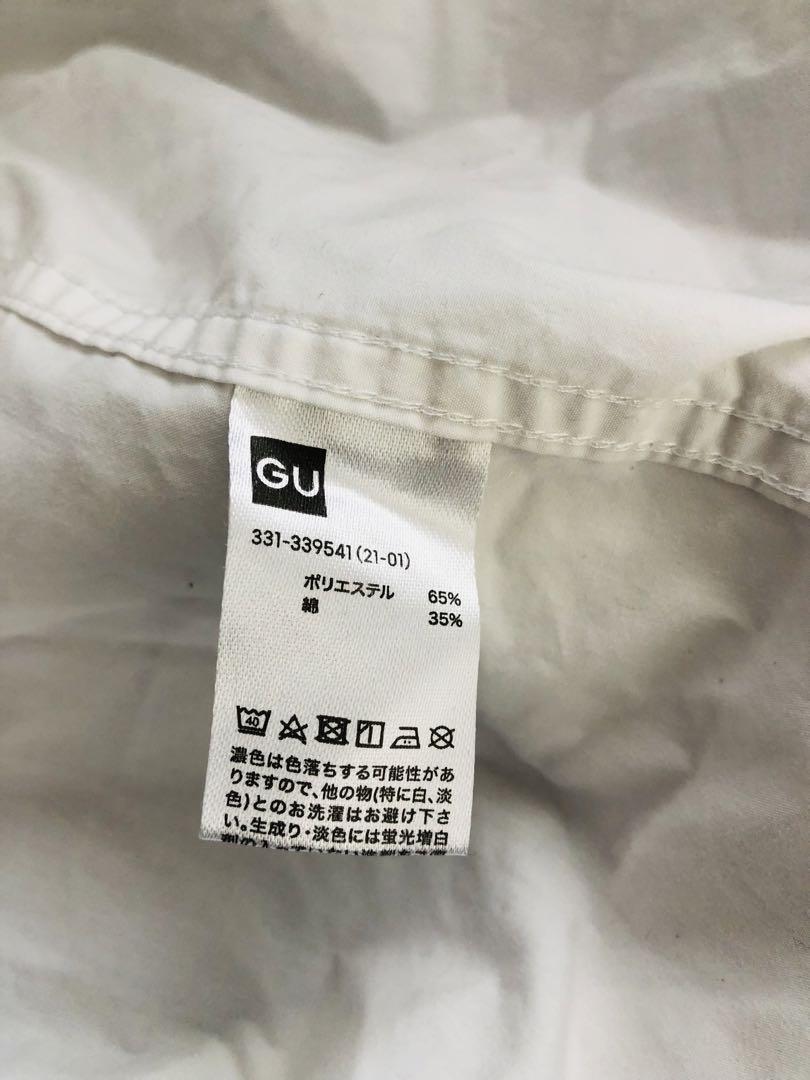 GU
331-339541(21-01)
ポリエステル 65%
綿 35%
40
濃色は色落ちする可能性があ
りますので、他の物(特に白、淡
色)とのお洗濯はお避け下さ
い。生成り・淡色には蛍光増白